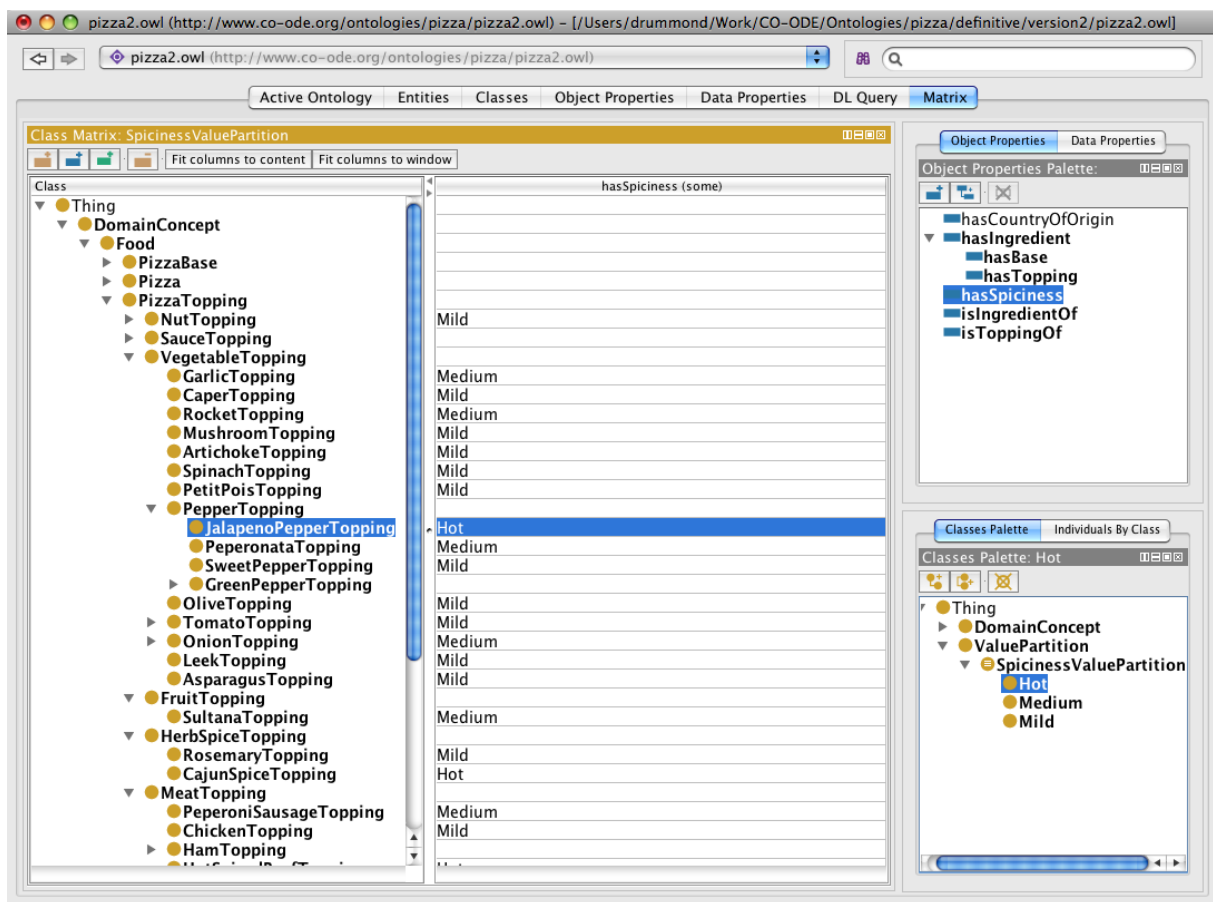 pizza2.owl (http://www.co-ode.org/ontologies/pizza/pizza2.owl) – [/Users/drummond/Work/CO-ODE/Ontologies/pizza/definitive/version2/pizza2.owl]
pizza2.owl (http://www.co-ode.org/ontologies/pizza/pizza2.owl)
Active Ontology Entities Classes Object Properties Data Properties DL Query Matrix
Class Matrix: SpicinessValuePartition
Fit columns to content Fit columns to window
Class hasSpiciness (some)
Thing
DomainConcept
Food
PizzaBase
Pizza
PizzaTopping
NutTopping Mild
SauceTopping
VegetableTopping
GarlicTopping Medium
CaperTopping Mild
RocketTopping Medium
MushroomTopping Mild
ArtichokeTopping Mild
SpinachTopping Mild
PetitPoisTopping Mild
PepperTopping
JalapenoPepperTopping Hot
PeperonataTopping Medium
SweetPepperTopping Mild
GreenPepperTopping
OliveTopping Mild
TomatoTopping Mild
OnionTopping Medium
LeekTopping Mild
AsparagusTopping Mild
FruitTopping
SultanaTopping Medium
HerbSpiceTopping
RosemaryTopping Mild
CajunSpiceTopping Hot
MeatTopping
PeperoniSausageTopping Medium
ChickenTopping Mild
HamTopping
Object Properties Data Properties
Object Properties Palette:
hasCountryOfOrigin
hasIngredient
hasBase
hasTopping
hasSpiciness
isIngredientOf
isToppingOf
Classes Palette Individuals By Class
Classes Palette: Hot
Thing
DomainConcept
ValuePartition
SpicinessValuePartition
Hot
Medium
Mild